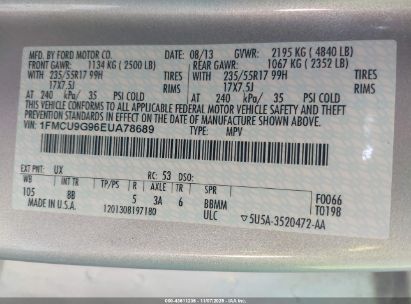 MFD. BY FORD MOTOR CO. 08/13 GVWR: 2195 KG ( 4840 LB)
FRONT GAWR: 1134 KG ( 2500 LB) REAR GAWR: 1067 KG ( 2352 LB)
WITH TIRES WITH TIRES
235/55R17 99H 235/55R17 99H
17X7.5J RIMS 17X7.5J RIMS
AT 240 kPa/ 35 PSI COLD AT 240 kPa/ 35 PSI COLD
THIS VEHICLE CONFORMS TO ALL APPLICABLE FEDERAL MOTOR VEHICLE SAFETY AND THEFT
PREVENTION STANDARDS IN EFFECT ON THE DATE OF MANUFACTURE SHOWN ABOVE.
VIN: 1FMCU9G96EUA78689 TYPE: MPV
EXT PNT: UX RC: 53 DSO:
WB INT TR R AXLE TR SPR F0066
105 8B 5 3A 6 BBMM T0198
MADE IN U.S.A. ULC
1201308197180 5U5A-3520472-AA